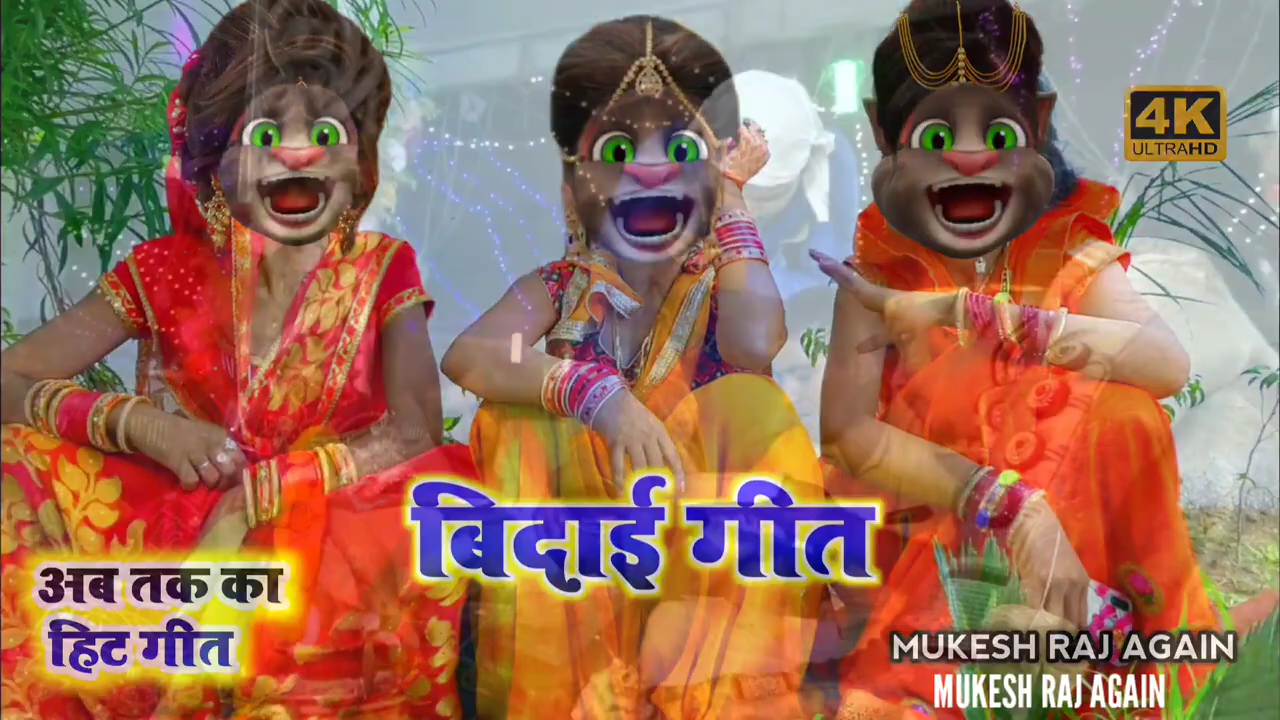 4K
ULTRAHD
बिदाई गीत
अब तक का
हिट गीत
MUKESH RAJ AGAIN
MUKESH RAJ AGAIN